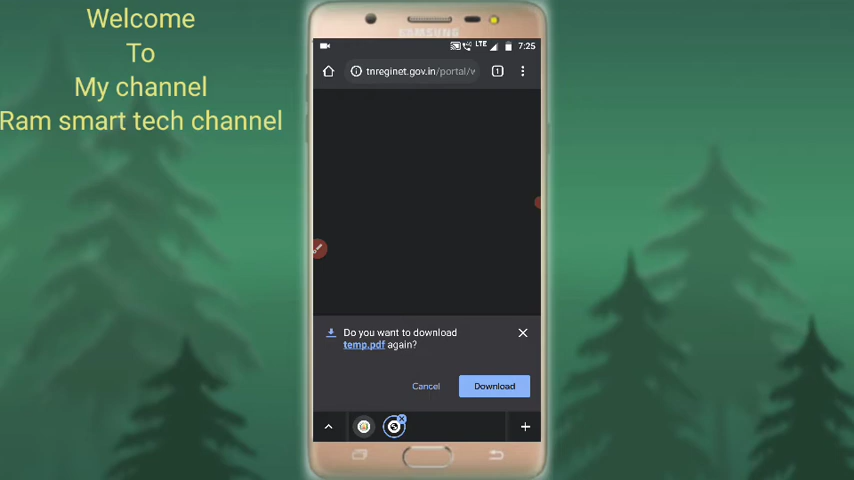 Welcome
To
My channel
Ram smart tech channel
SAMSUNG
LTE 7:25
tnreginet.gov.in/portal/v
1
Do you want to download
temp.pdf again?
Cancel
Download